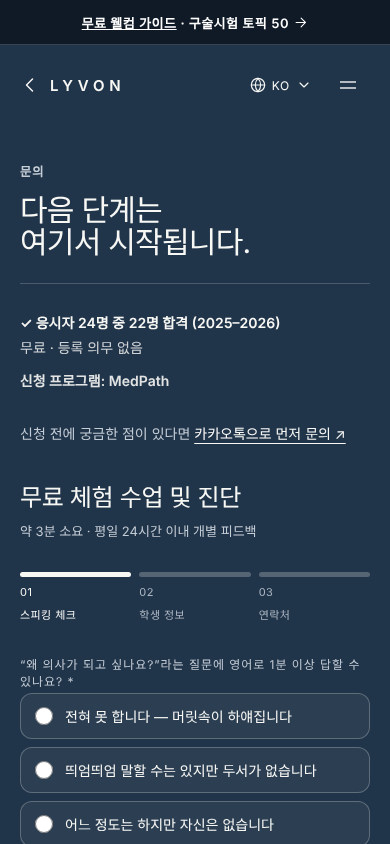 무료 웰컴 가이드 · 구술시험 토픽 50 →
LYVON
KO
문의
다음 단계는
여기서 시작됩니다.
✓ 응시자 24명 중 22명 합격 (2025–2026)
무료 · 등록 의무 없음
신청 프로그램: MedPath
신청 전에 궁금한 점이 있다면 카카오톡으로 먼저 문의 ↗
무료 체험 수업 및 진단
약 3분 소요 · 평일 24시간 이내 개별 피드백
01 02 03
스피킹 체크 학생 정보 연락처
“왜 의사가 되고 싶나요?”라는 질문에 영어로 1분 이상 답할 수
있나요? *
전혀 못 합니다 — 머릿속이 하얘집니다
띄엄띄엄 말할 수는 있지만 두서가 없습니다
어느 정도는 하지만 자신은 없습니다